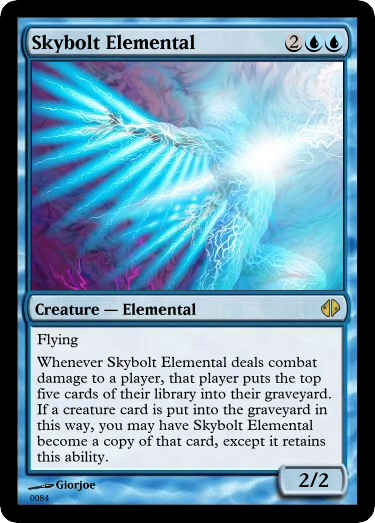 Skybolt Elemental 2
Creature — Elemental
Flying
Whenever Skybolt Elemental deals combat
damage to a player, that player puts the top
five cards of their library into their graveyard.
If a creature card is put into the graveyard in
this way, you may have Skybolt Elemental
become a copy of that card, except it retains
this ability.
2/2
Giorjoe
0084